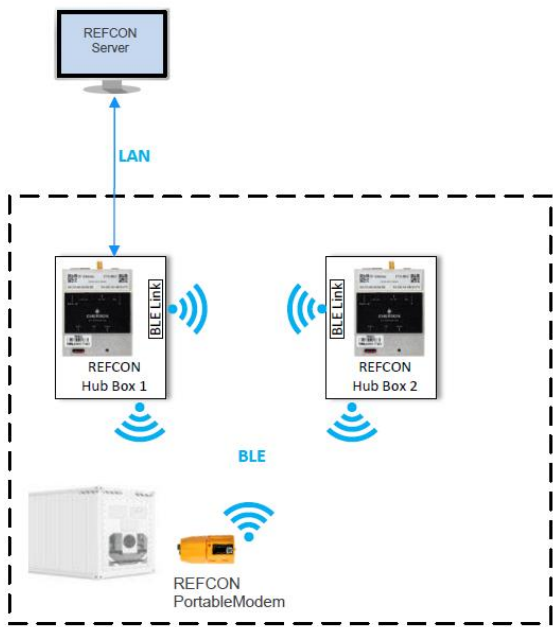 REFCON
Server
LAN
BLE Link
REFCON
Hub Box 1
BLE Link
REFCON
Hub Box 2
BLE
REFCON
PortableModem